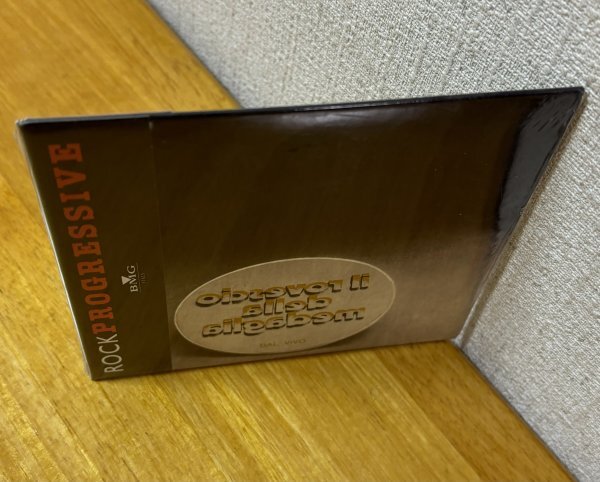 ROCKPROGRESSIVE
BMG
il rovescio
della
medaglia
DAL VIVO